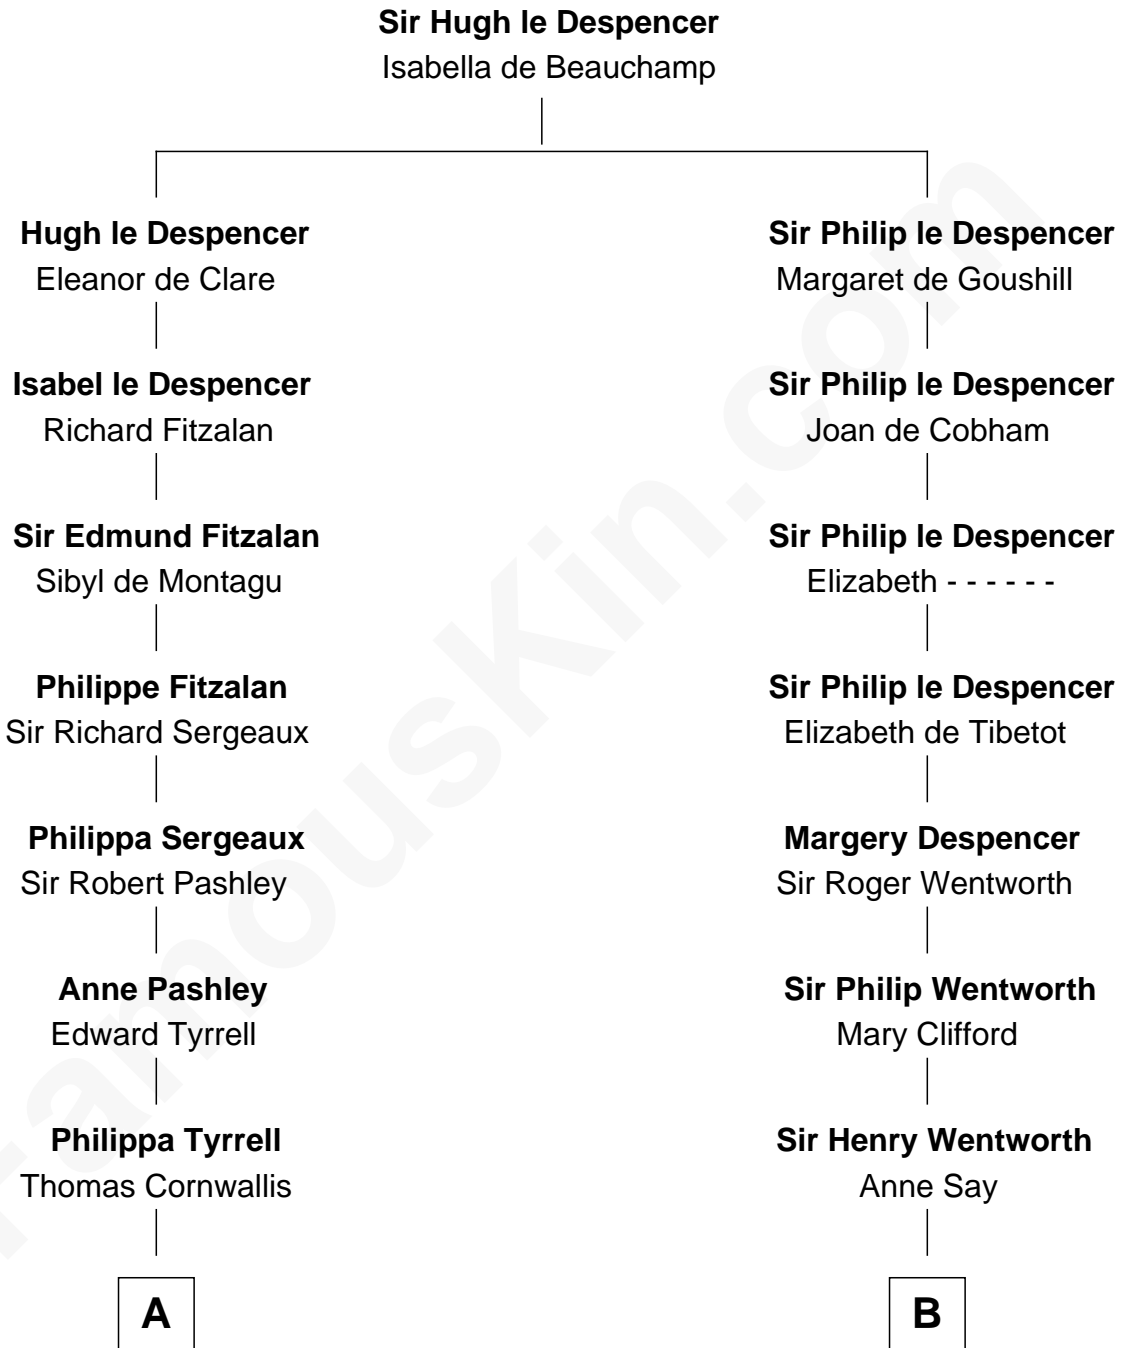 Sir Hugh le Despencer
Isabella de Beauchamp
Hugh le Despencer
Eleanor de Clare
Sir Philip le Despencer
Margaret de Goushill
Isabel le Despencer
Richard Fitzalan
Sir Philip le Despencer
Joan de Cobham
Sir Edmund Fitzalan
Sibyl de Montagu
Sir Philip le Despencer
Elizabeth - - - - - -
Philippe Fitzalan
Sir Richard Sergeaux
Sir Philip le Despencer
Elizabeth de Tibetot
Philippa Sergeaux
Sir Robert Pashley
Margery Despencer
Sir Roger Wentworth
Anne Pashley
Edward Tyrrell
Sir Philip Wentworth
Mary Clifford
Philippa Tyrrell
Thomas Cornwallis
Sir Henry Wentworth
Anne Say
A
B
FamousKin.com